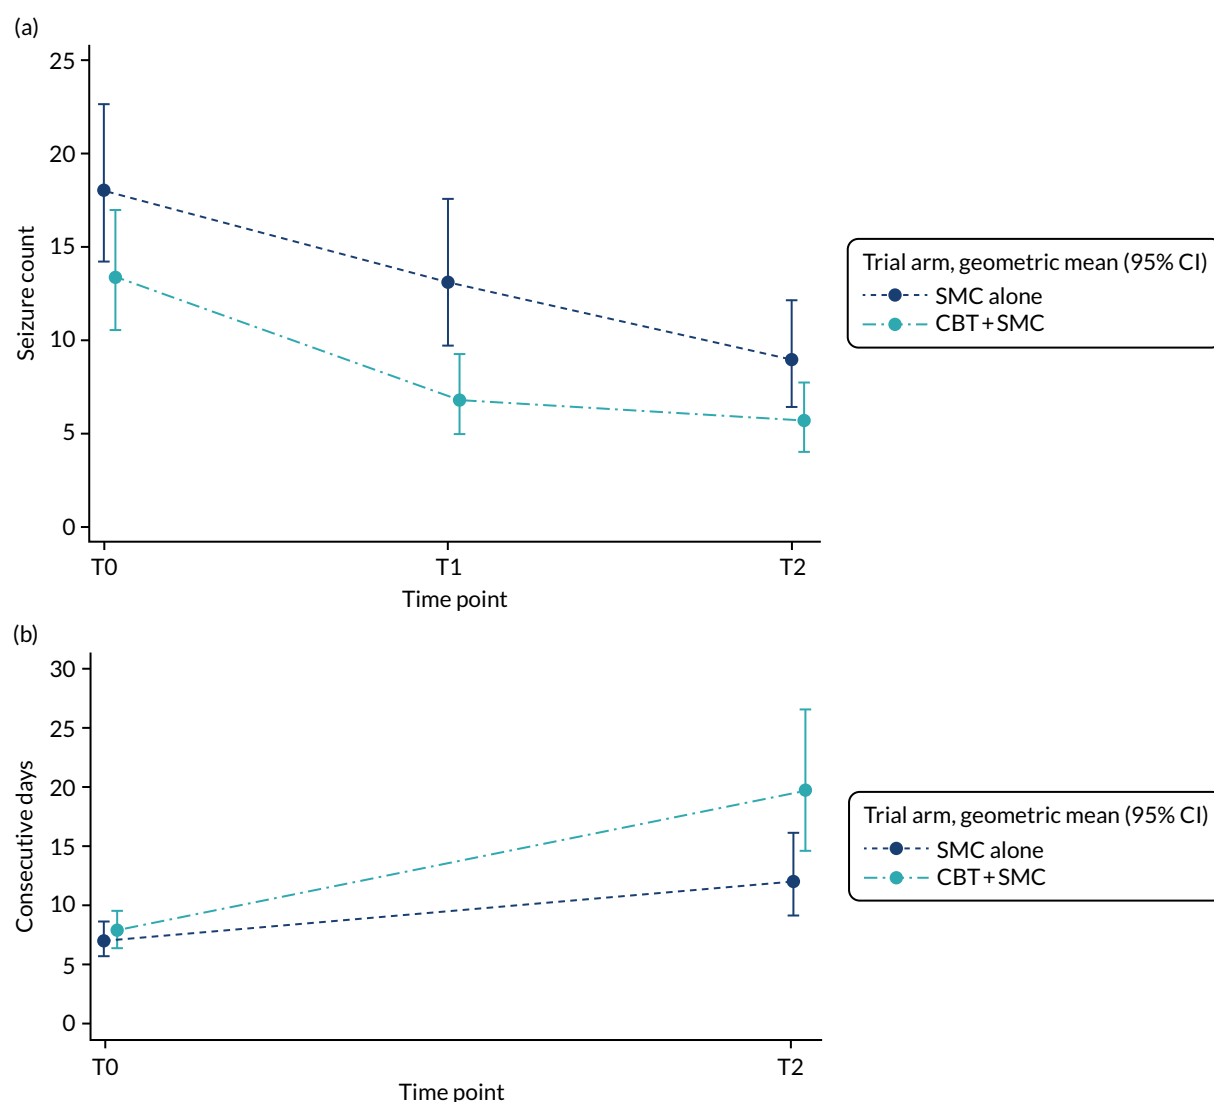 (a)
25
20
15
10
5
0
Seizure count
T0 T1 T2
Time point
Trial arm, geometric mean (95% CI)
SMC alone
CBT + SMC
(b)
30
25
20
15
10
5
0
Consecutive days
T0 T2
Time point
Trial arm, geometric mean (95% CI)
SMC alone
CBT + SMC